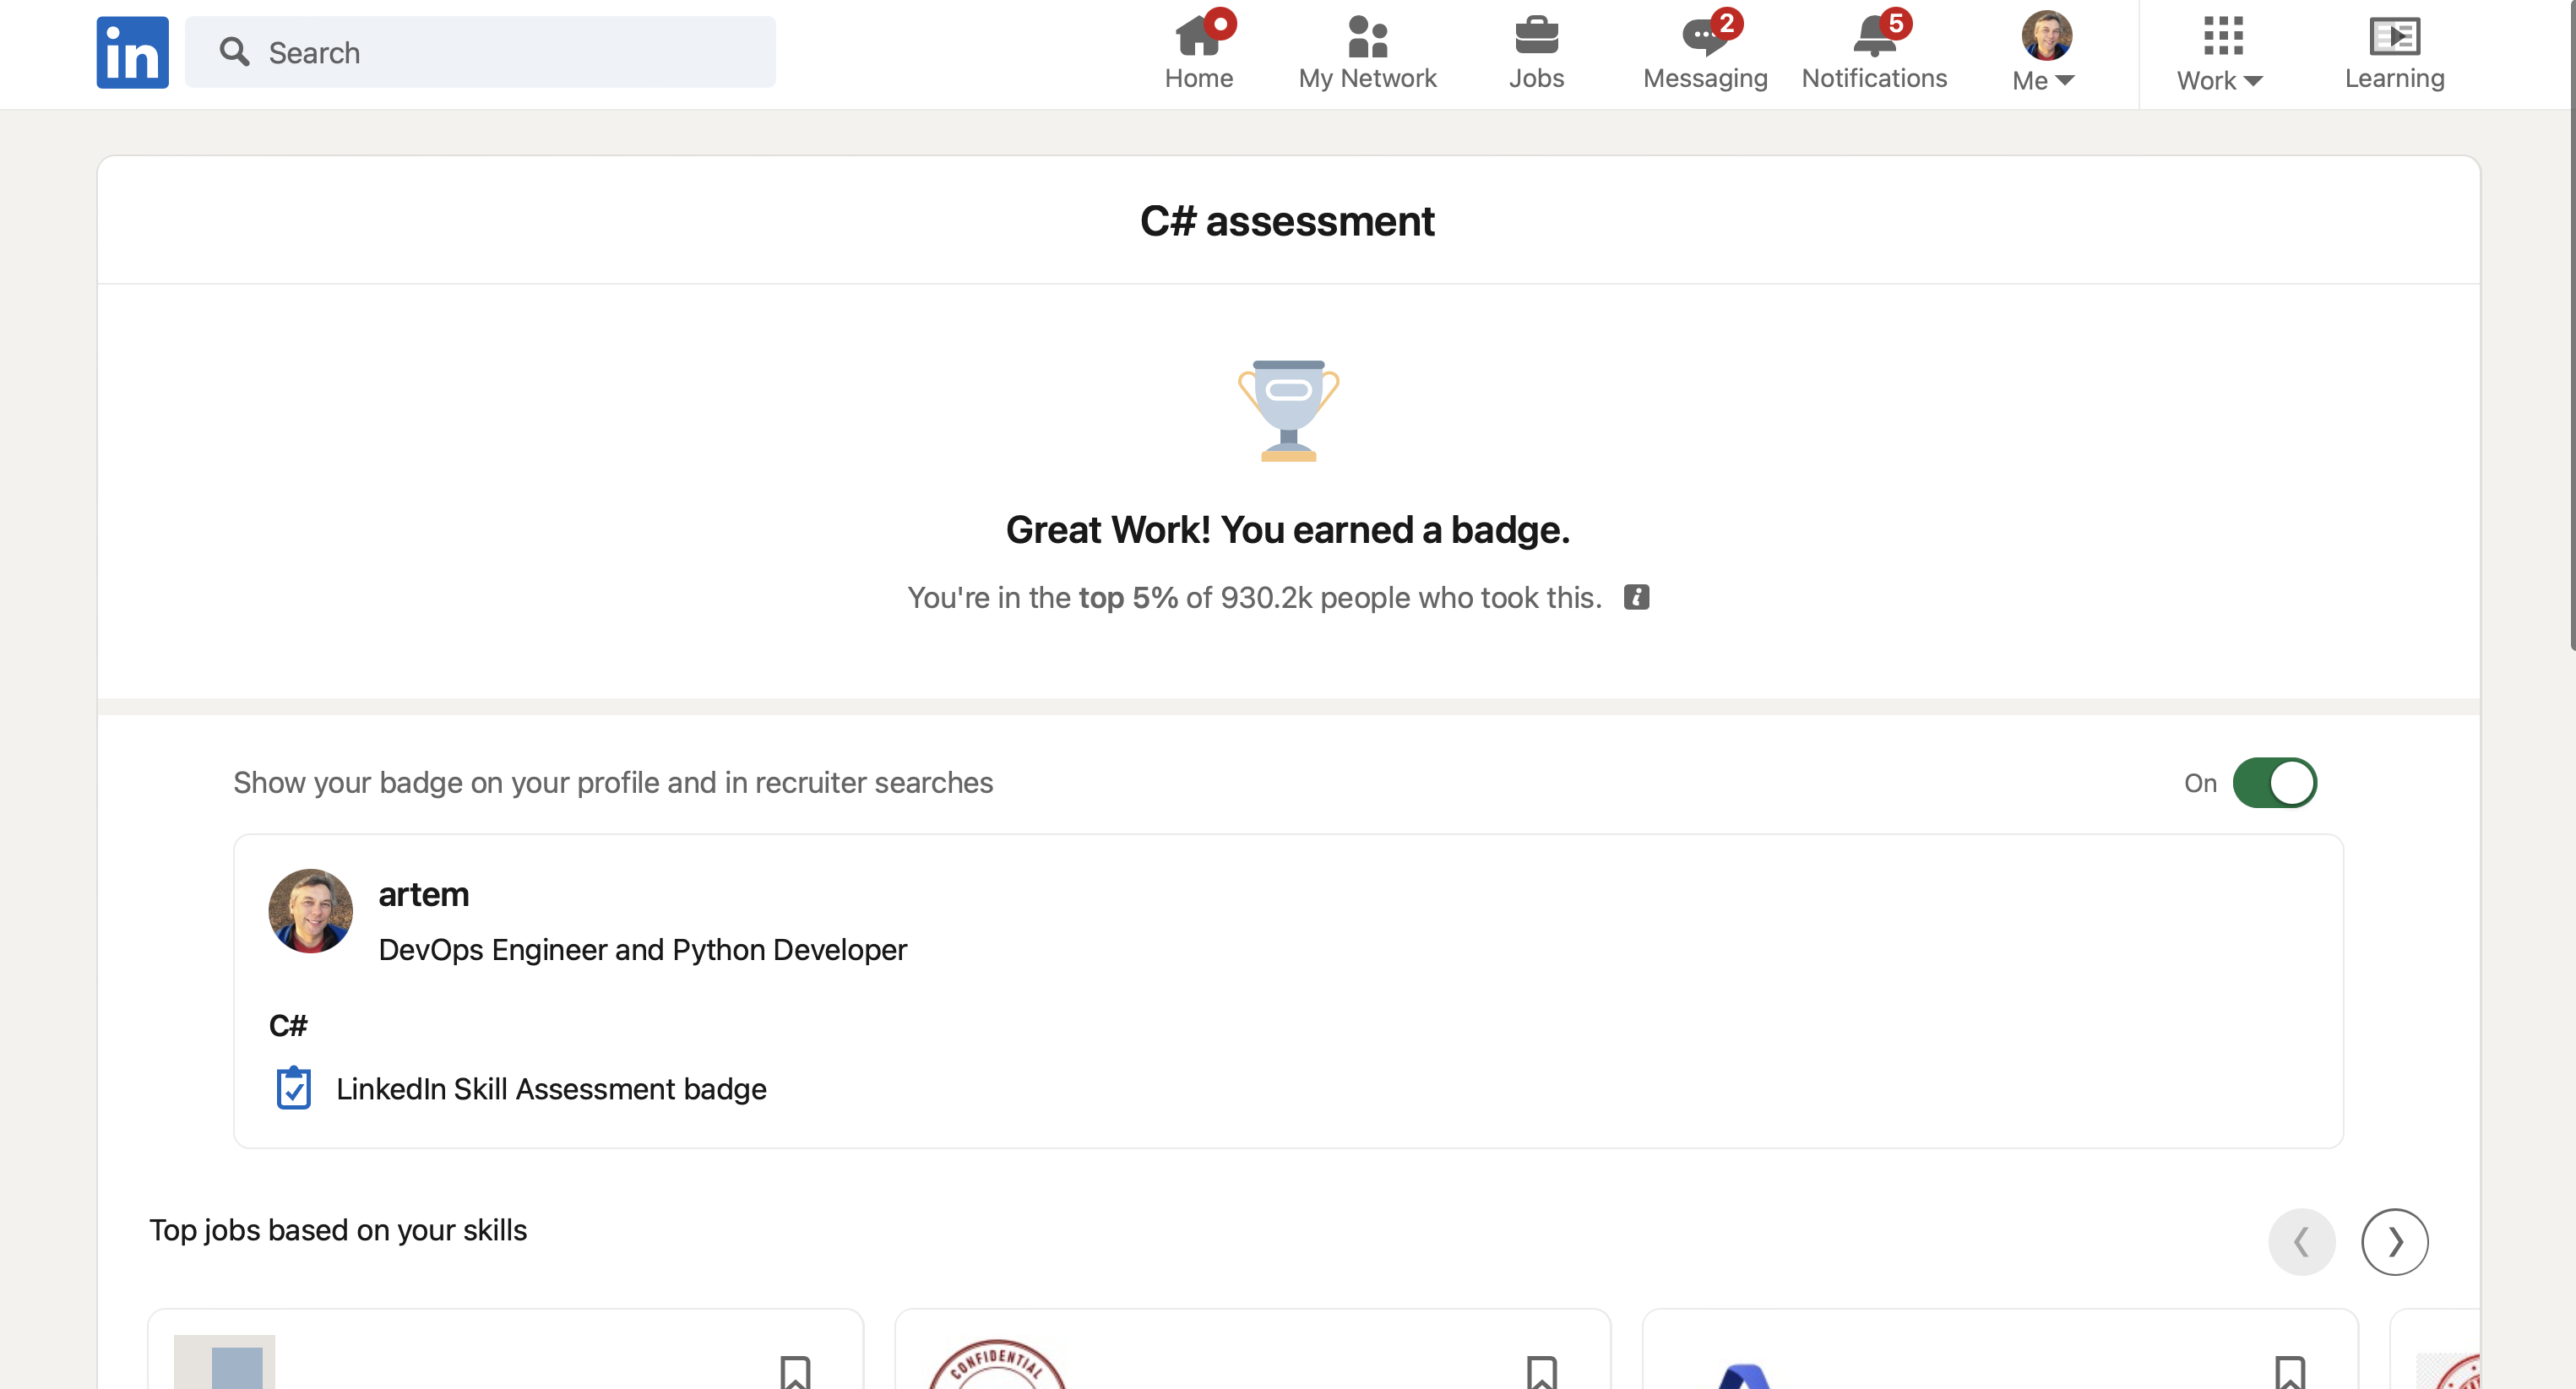 in Search
Home My Network Jobs 2 Messaging 5 Notifications Me Work Learning
C# assessment
Great Work! You earned a badge.
You're in the top 5% of 930.2k people who took this.
Show your badge on your profile and in recruiter searches On
artem
DevOps Engineer and Python Developer
C#
LinkedIn Skill Assessment badge
Top jobs based on your skills
CONFIDENTIAL